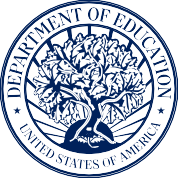 DEPARTMENT OF EDUCATION
UNITED STATES OF AMERICA